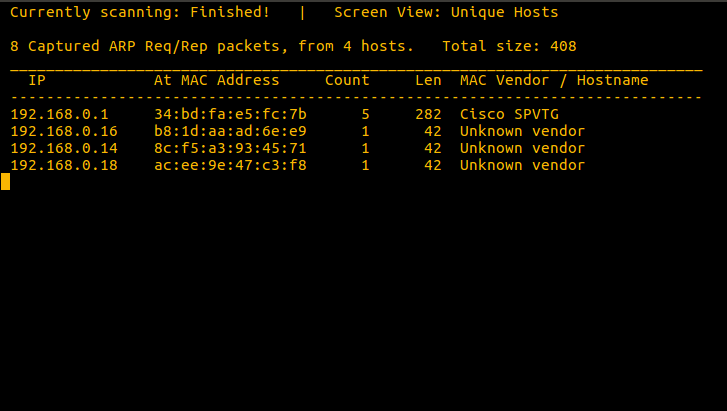 Currently scanning: Finished!   |   Screen View: Unique Hosts
8 Captured ARP Req/Rep packets, from 4 hosts.   Total size: 408
_____________________________________________________________________________
  IP            At MAC Address     Count     Len  MAC Vendor / Hostname
-----------------------------------------------------------------------------
192.168.0.1     34:bd:fa:e5:fc:7b      5     282  Cisco SPVTG
192.168.0.16    b8:1d:aa:ad:6e:e9      1      42  Unknown vendor
192.168.0.14    8c:f5:a3:93:45:71      1      42  Unknown vendor
192.168.0.18    ac:ee:9e:47:c3:f8      1      42  Unknown vendor